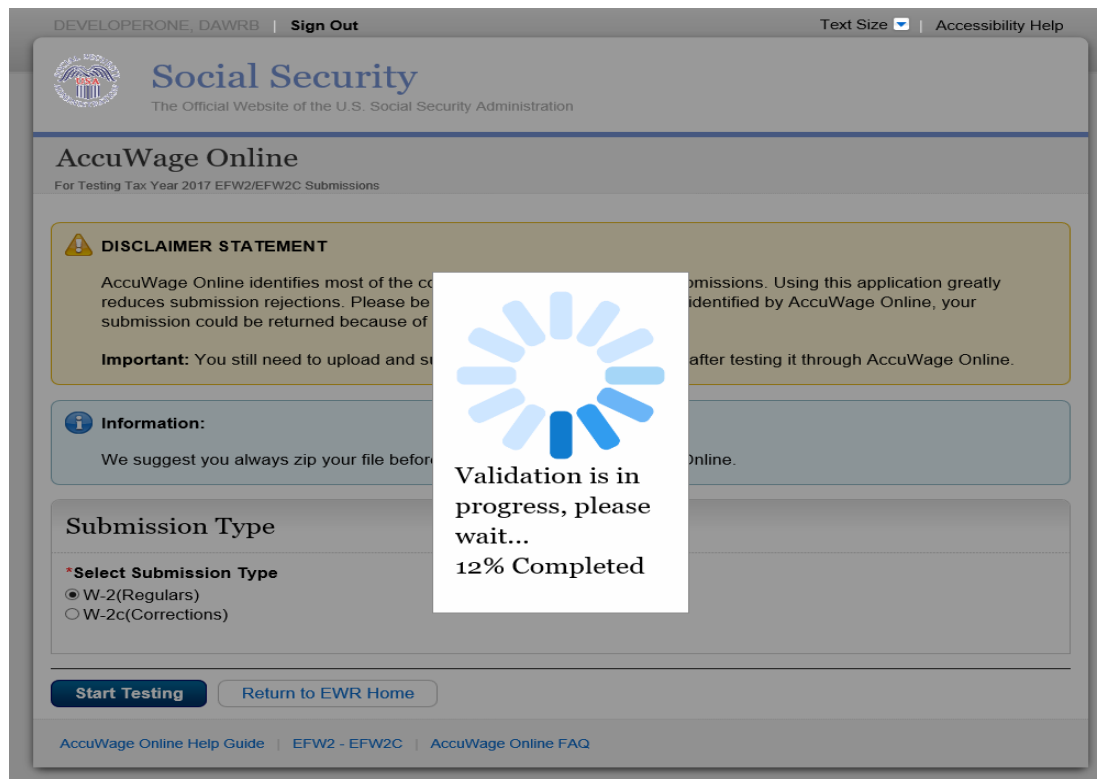 DEVELOPERONE, DAWRB | Sign Out Text Size | Accessibility Help
USA
Social Security
The Official Website of the U.S. Social Security Administration
AccuWage Online
For Testing Tax Year 2017 EFW2/EFW2C Submissions
DISCLAIMER STATEMENT
AccuWage Online identifies most of the co omissions. Using this application greatly
reduces submission rejections. Please be identified by AccuWage Online, your
submission could be returned because of
Important: You still need to upload and su after testing it through AccuWage Online.
Information:
We suggest you always zip your file before Online.
Validation is in
progress, please
wait...
12% Completed
Submission Type
*Select Submission Type
W-2(Regulars)
W-2c(Corrections)
Start Testing Return to EWR Home
AccuWage Online Help Guide | EFW2 - EFW2C | AccuWage Online FAQ